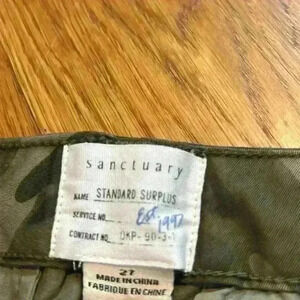 sanctuary
NAME STANDARD SURPLUS
SERVICE NO. Est. 1997
CONTRACT NO. DKP-90-3-1
27
MADE IN CHINA
FABRIQUE EN CHINE